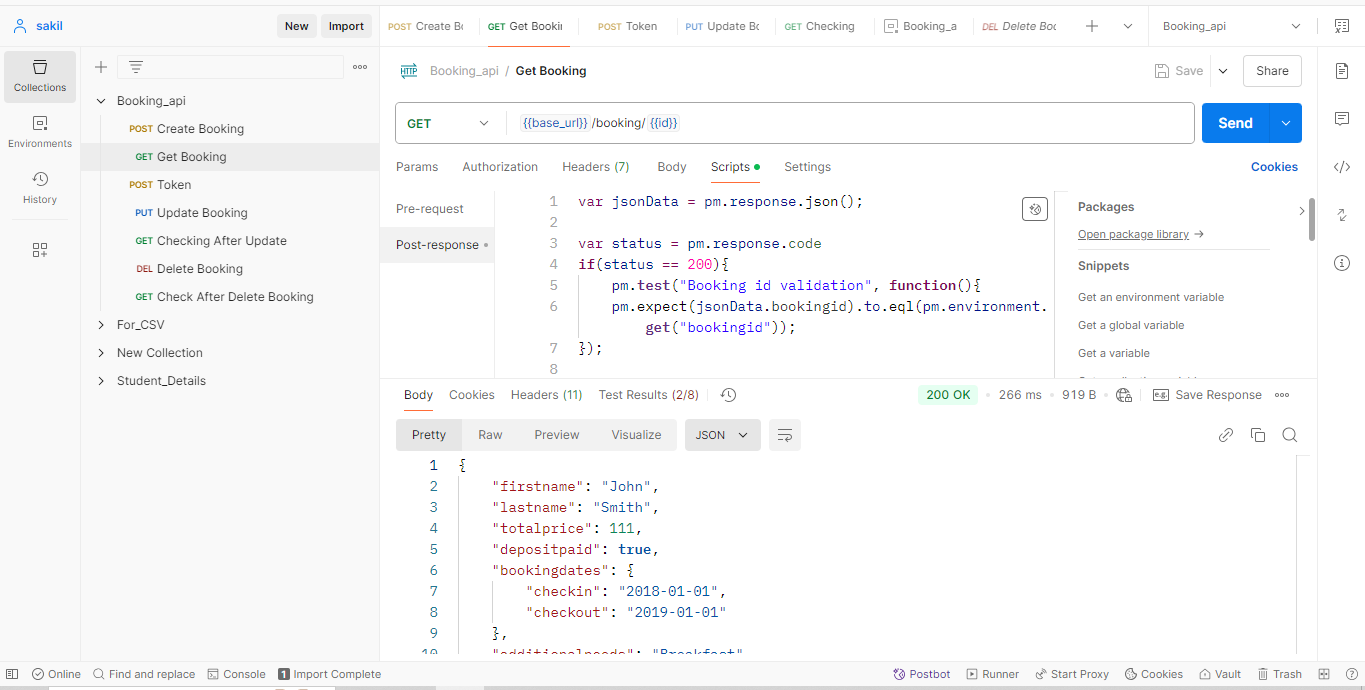 sakil
New
Import
POST Create Bo
GET Get Bookin
POST Token
PUT Update Bo
GET Checking
Booking_a
DEL Delete Boo
Booking_api
Collections
Environments
History
Booking_api
POST Create Booking
GET Get Booking
POST Token
PUT Update Booking
GET Checking After Update
DEL Delete Booking
GET Check After Delete Booking
For_CSV
New Collection
Student_Details
HTTP Booking_api / Get Booking
Save
Share
GET
{{base_url}} /booking/ {{id}}
Send
Params Authorization Headers (7) Body Scripts Settings
Cookies
Pre-request
Post-response
1 var jsonData = pm.response.json();
2
3 var status = pm.response.code
4 if(status == 200){
5 pm.test("Booking id validation", function(){
6 pm.expect(jsonData.bookingid).to.eql(pm.environment.
get("bookingid"));
7 });
8
Packages
Open package library →
Snippets
Get an environment variable
Get a global variable
Get a variable
Body Cookies Headers (11) Test Results (2/8)
200 OK • 266 ms • 919 B
e.g. Save Response
Pretty Raw Preview Visualize JSON
1 {
2 "firstname": "John",
3 "lastname": "Smith",
4 "totalprice": 111,
5 "depositpaid": true,
6 "bookingdates": {
7 "checkin": "2018-01-01",
8 "checkout": "2019-01-01"
9 },
10 "additionalneeds": "Breakfast"
Online Find and replace Console 1 Import Complete
Postbot Runner Start Proxy Cookies Vault Trash